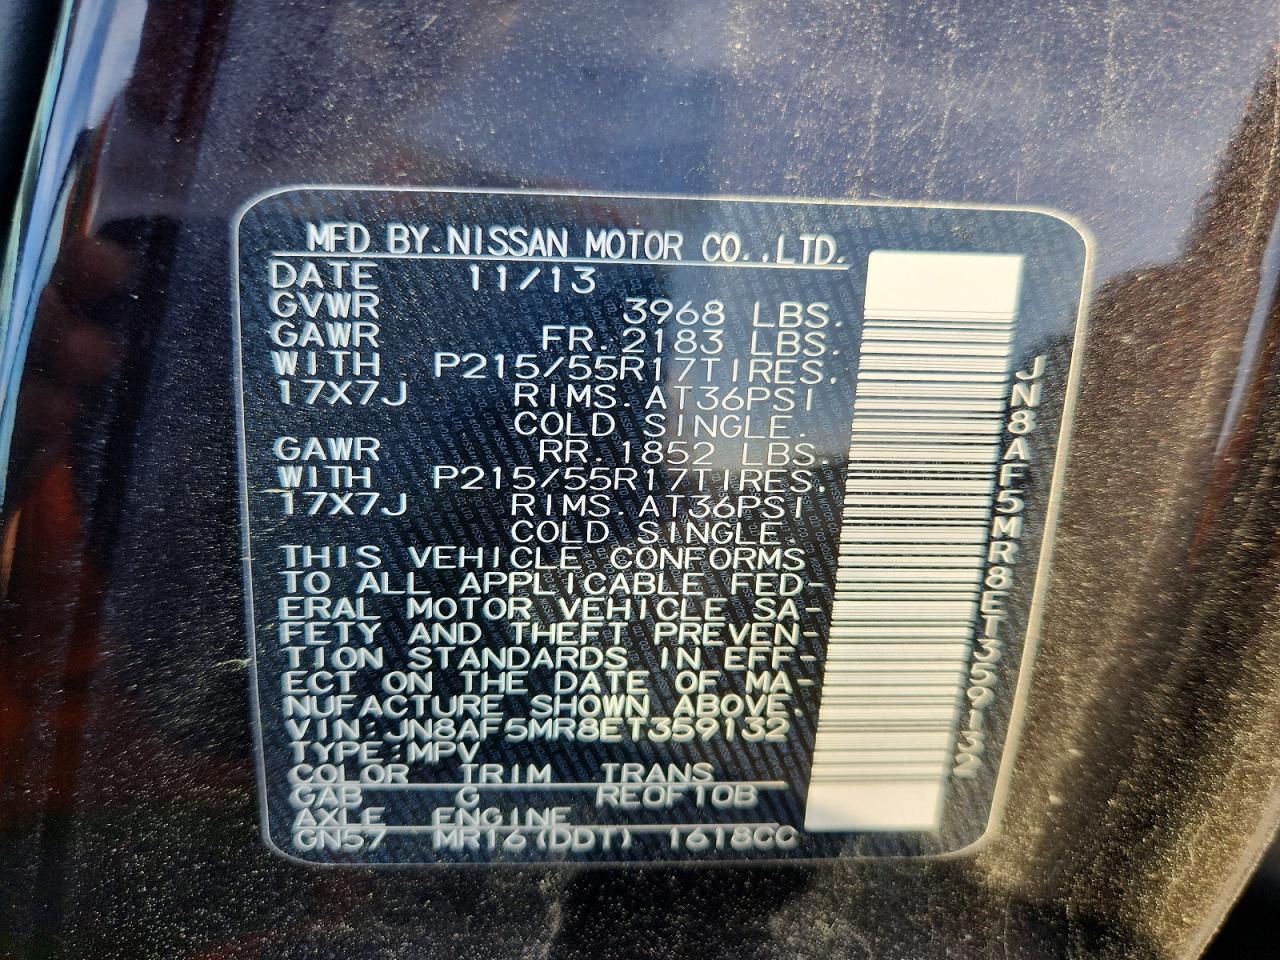 MFD BY.NISSAN MOTOR CO.,LTD.
DATE 11/13
GVWR 3968 LBS.
GAWR FR.2183 LBS.
WITH P215/55R17TIRES.
17X7J RIMS.AT36PSI
COLD SINGLE.
GAWR RR.1852 LBS.
WITH P215/55R17TIRES.
17X7J RIMS.AT36PSI
COLD SINGLE.
THIS VEHICLE CONFORMS
TO ALL APPLICABLE FED-
ERAL MOTOR VEHICLE SA-
FETY AND THEFT PREVEN-
TION STANDARDS IN EFF-
ECT ON THE DATE OF MA-
NUFACTURE SHOWN ABOVE.
VIN:JN8AF5MR8ET359132
TYPE:MPV
COLOR TRIM TRANS
GAB G RE0F10B
AXLE ENGINE
GN57 MR16(DDT) 1618CC
JN8AF5MR8ET359132